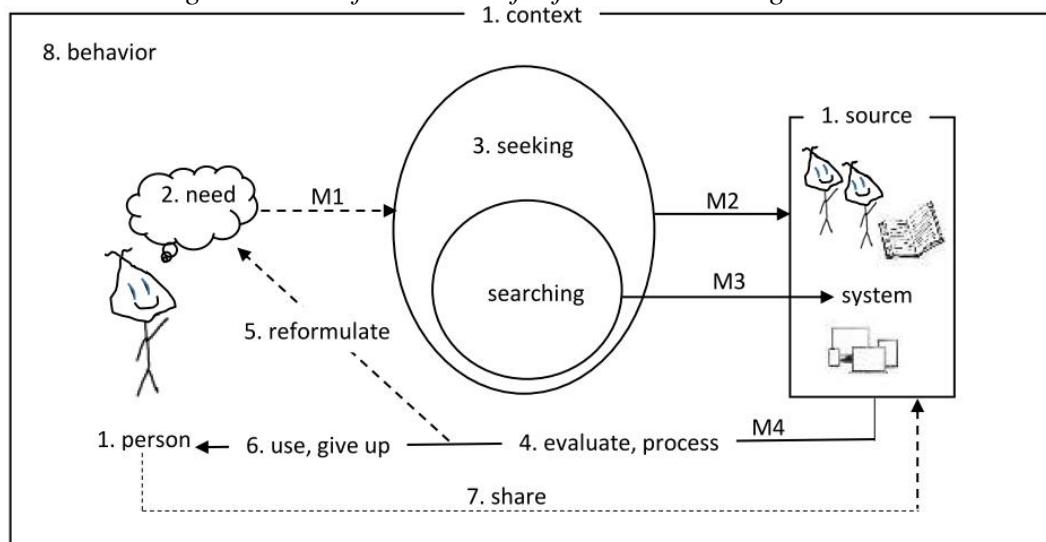 1. context
8. behavior
1. source
3. seeking
2. need
M1
M2
searching
M3
system
5. reformulate
1. person
6. use, give up
4. evaluate, process
M4
7. share